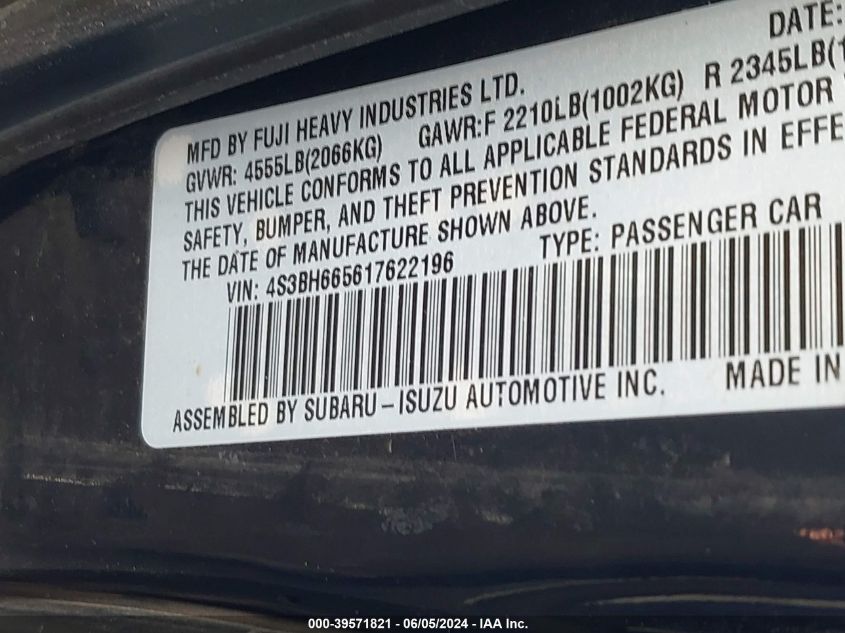 DATE:
MFD BY FUJI HEAVY INDUSTRIES LTD.
GVWR: 4555LB(2066KG) GAWR:F 2210LB(1002KG) R 2345LB(1
THIS VEHICLE CONFORMS TO ALL APPLICABLE FEDERAL MOTOR
SAFETY, BUMPER, AND THEFT PREVENTION STANDARDS IN EFFE
THE DATE OF MANUFACTURE SHOWN ABOVE.
VIN: 4S3BH665617622196 TYPE: PASSENGER CAR
ASSEMBLED BY SUBARU-ISUZU AUTOMOTIVE INC. MADE IN
000-39571821 - 06/05/2024 - IAA Inc.